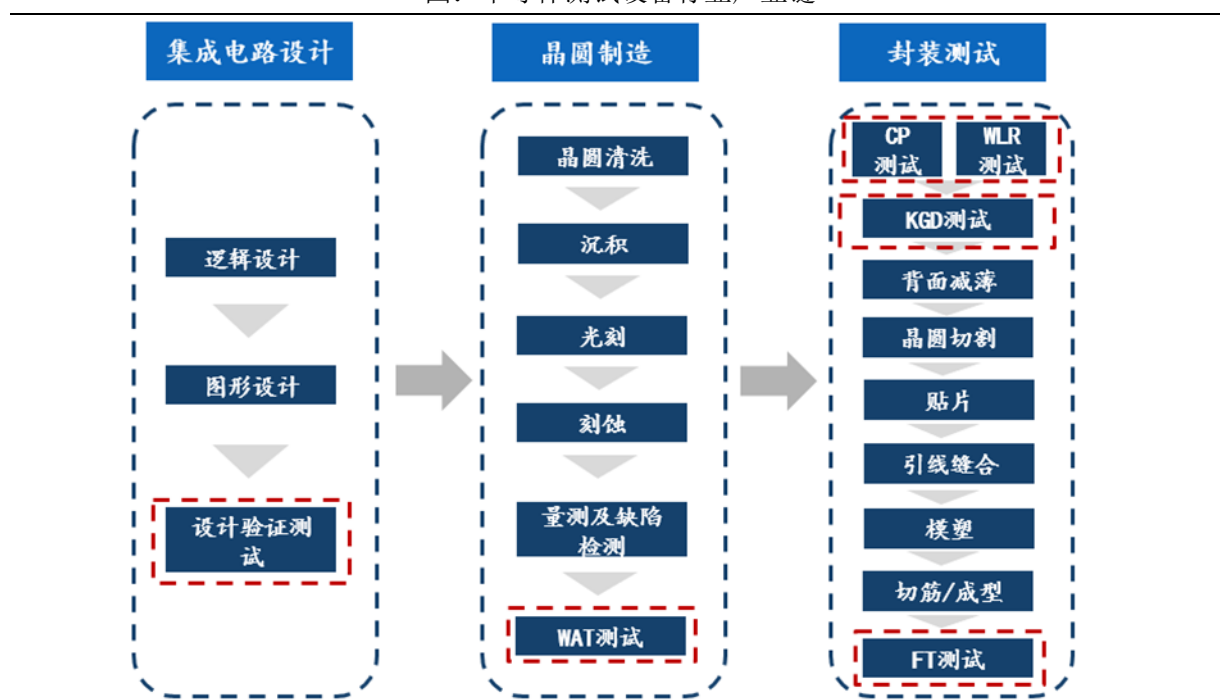 集成电路设计
逻辑设计
图形设计
设计验证测
试
晶圆制造
晶圆清洗
沉积
光刻
刻蚀
量测及缺陷
检测
WAT测试
封装测试
CP
测试
WLR
测试
KGD测试
背面减薄
晶圆切割
贴片
引线缝合
模塑
切筋/成型
FT测试